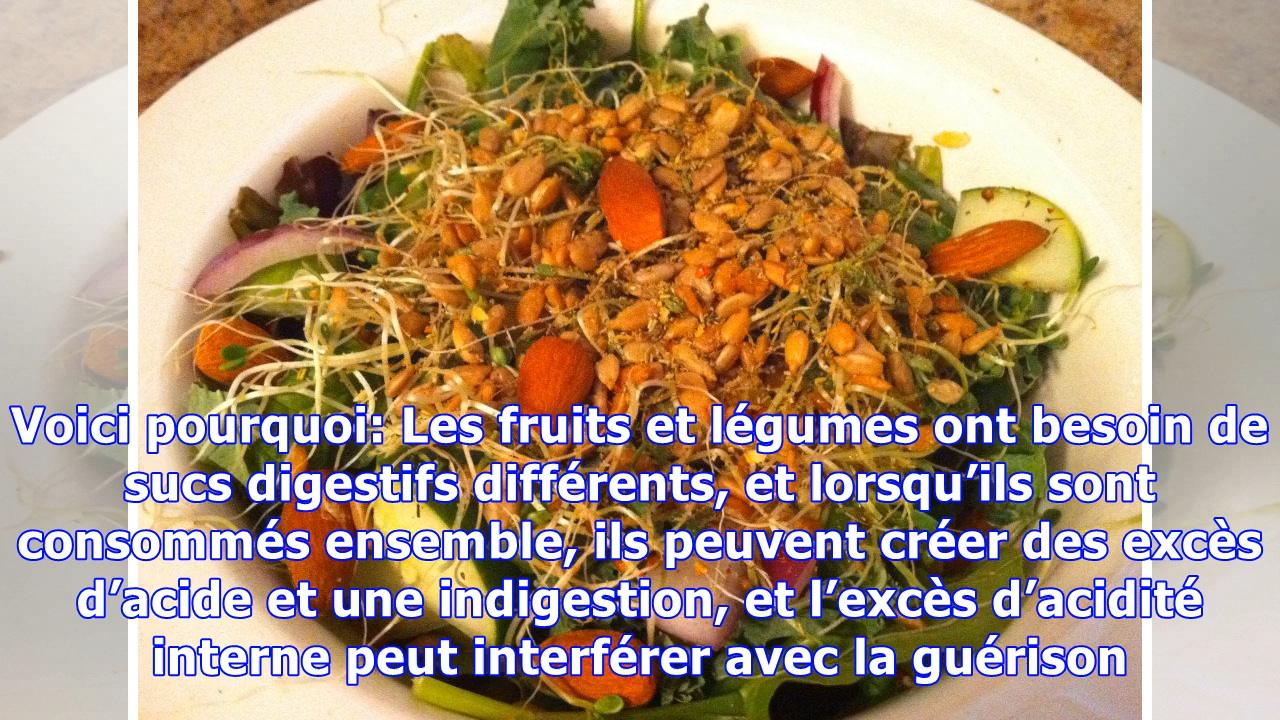 Voici pourquoi: Les fruits et légumes ont besoin de
sucs digestifs différents, et lorsqu’ils sont
consommés ensemble, ils peuvent créer des excès
d’acide et une indigestion, et l’excès d’acidité
interne peut interférer avec la guérison